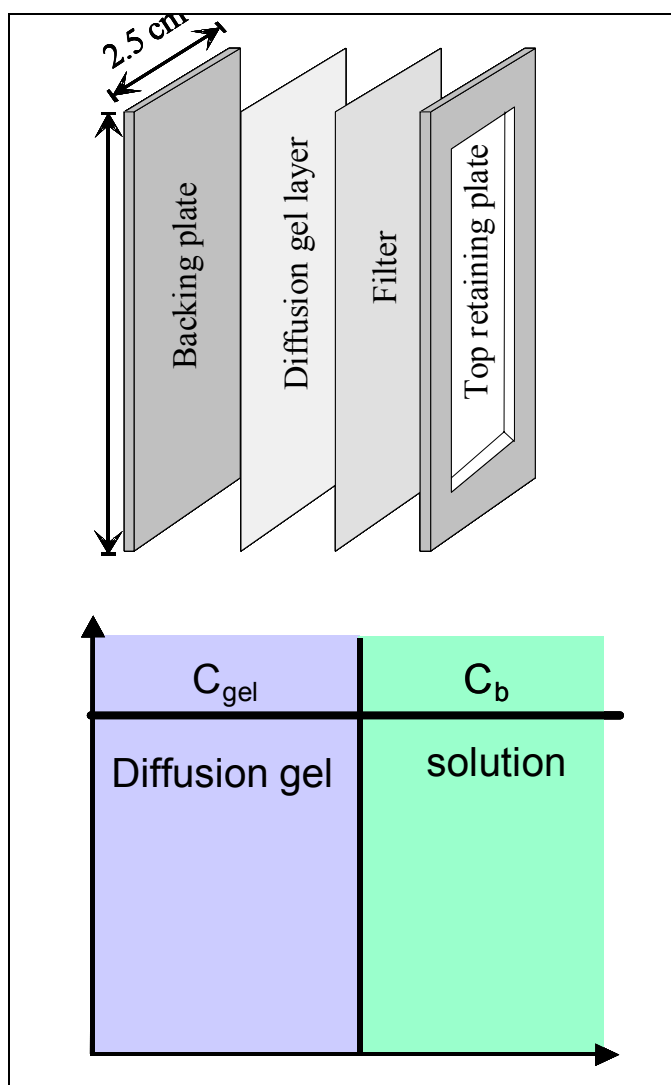 2.5 cm
Backing plate
Diffusion gel layer
Filter
Top retaining plate
C_gel C_b
Diffusion gel solution